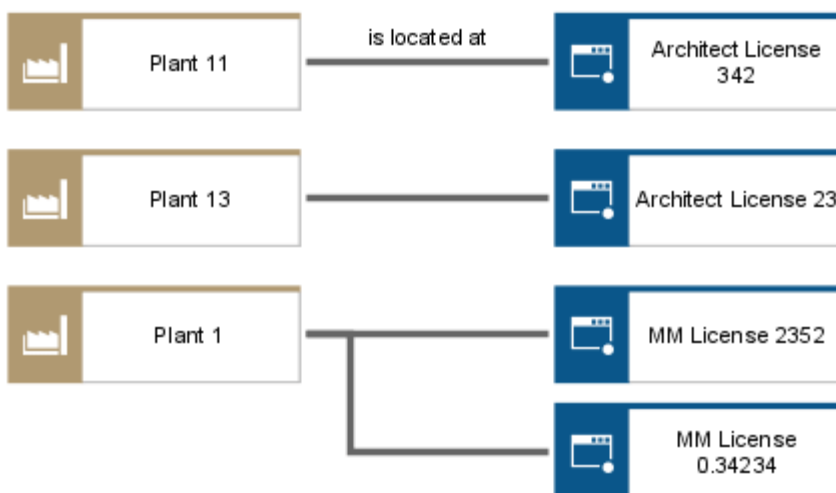 Plant 11
is located at
Architect License
342
Plant 13
Architect License 23
Plant 1
MM License 2352
MM License
0.34234